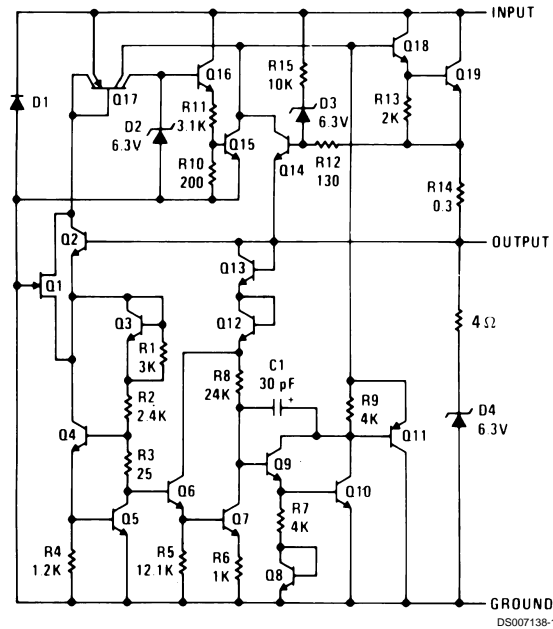 INPUT
Q18
R15
10K
Q16
Q19
Q17
D1
R11
3.1K
D2
6.3V
D3
6.3V
R13
2K
Q15
R10
200
Q14
R12
130
R14
0.3
Q2
OUTPUT
Q1
Q13
Q3
Q12
R1
3K
4 Ω
C1
30 pF
R8
24K
+
R2
2.4K
R9
4K
D4
6.3V
Q4
Q11
R3
25
Q9
Q6
Q10
Q5
Q7
R7
4K
R4
1.2K
R5
12.1K
R6
1K
Q8
GROUND
DS007138-1